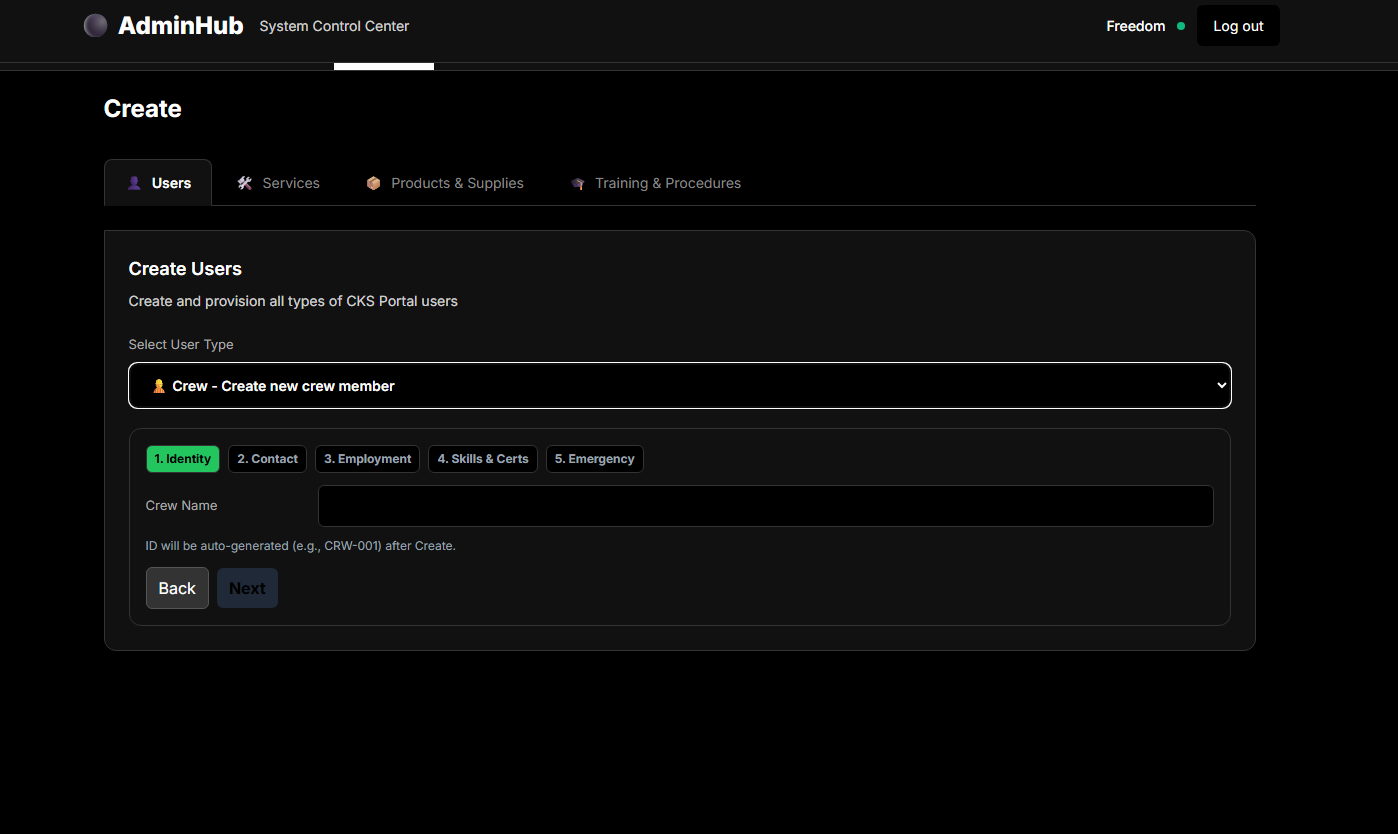 AdminHub System Control Center Freedom Log out
Create
Users Services Products & Supplies Training & Procedures
Create Users
Create and provision all types of CKS Portal users
Select User Type
Crew - Create new crew member
1. Identity 2. Contact 3. Employment 4. Skills & Certs 5. Emergency
Crew Name
ID will be auto-generated (e.g., CRW-001) after Create.
Back Next